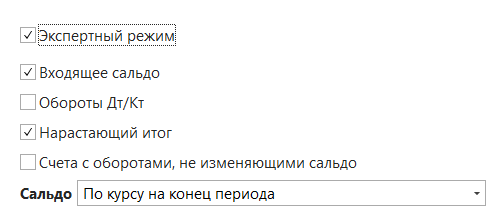 Экспертный режим
Входящее сальдо
Обороты Дт/Кт
Нарастающий итог
Счета с оборотами, не изменяющими сальдо
Сальдо По курсу на конец периода